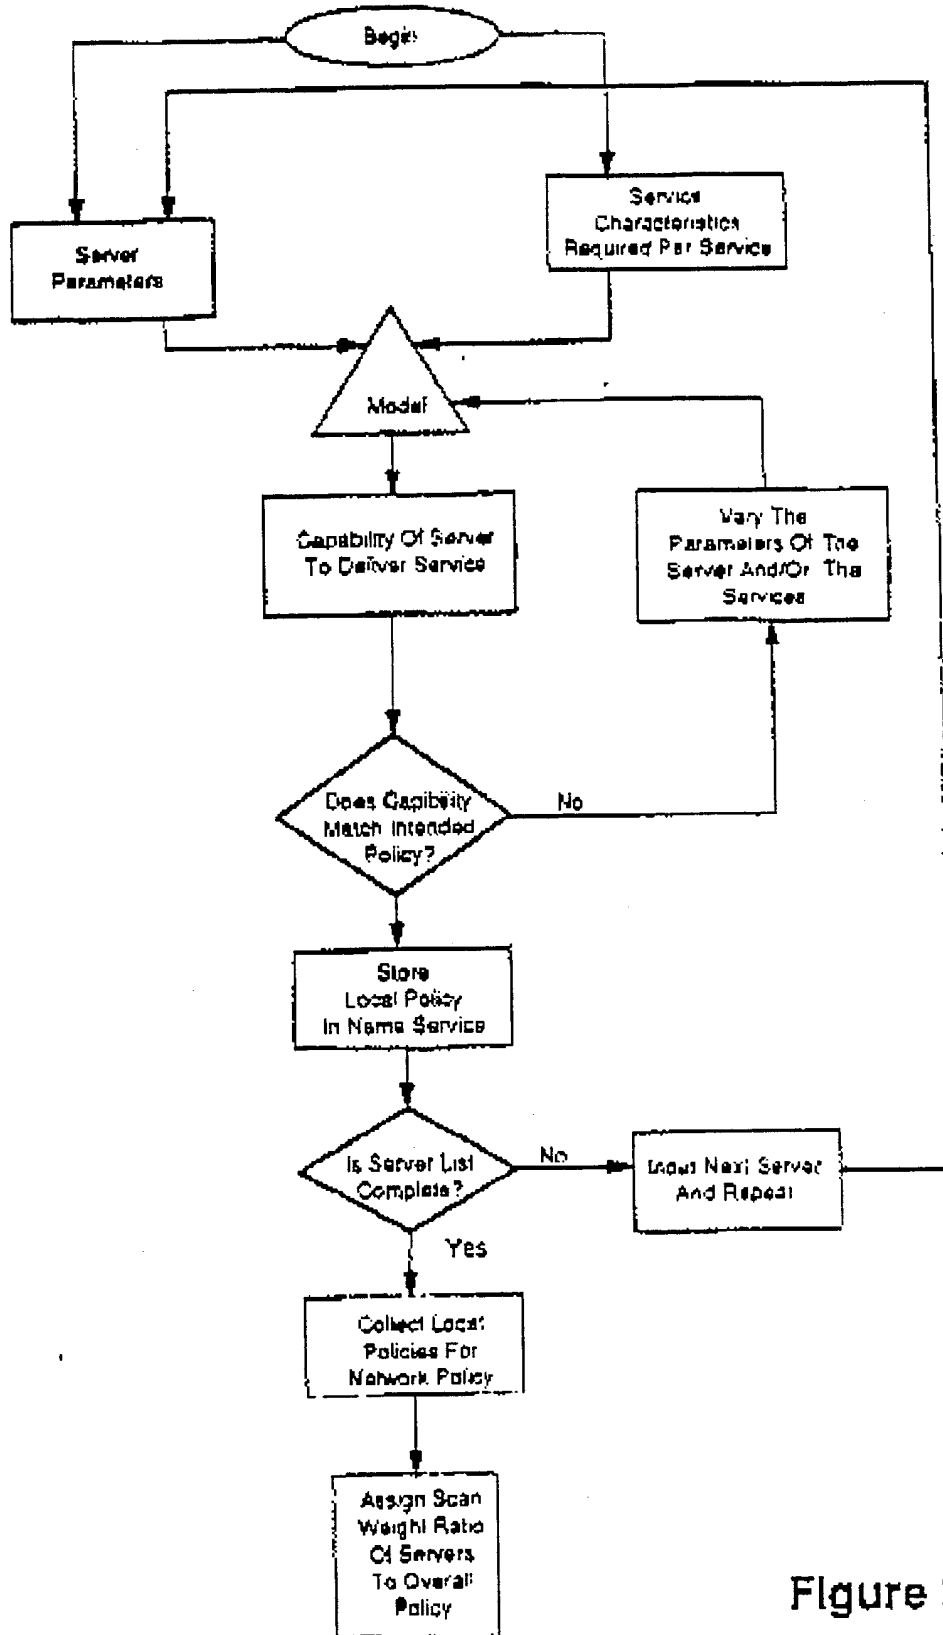 Begin
Service
Characteristics
Required Per Service
Server
Parameters
Model
Capability Of Server
To Deliver Service
Vary The
Parameters Of The
Server And/Or The
Services
Does Capibility
Match Intended
Policy?
No
Store
Local Policy
In Name Service
Is Server List
Complete?
No
Input Next Server
And Repeat
Yes
Collect Local
Policies For
Network Policy
Assign Scan
Weight Ratio
Of Servers
To Overall
Policy
Figure